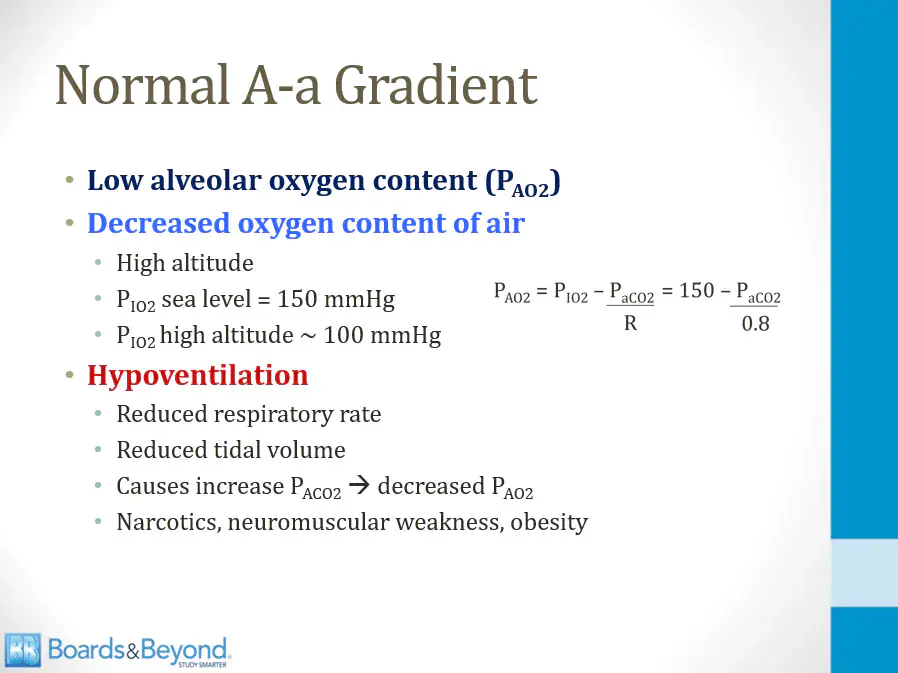 Normal A-a Gradient
• Low alveolar oxygen content (PAO2)
• Decreased oxygen content of air
• High altitude
• PIO2 sea level = 150 mmHg
• PIO2 high altitude ~ 100 mmHg
PAO2 = PIO2 – PaCO2 = 150 – PaCO2
R 0.8
• Hypoventilation
• Reduced respiratory rate
• Reduced tidal volume
• Causes increase PACO2 → decreased PAO2
• Narcotics, neuromuscular weakness, obesity
BB Boards&Beyond.
STUDY SMARTER